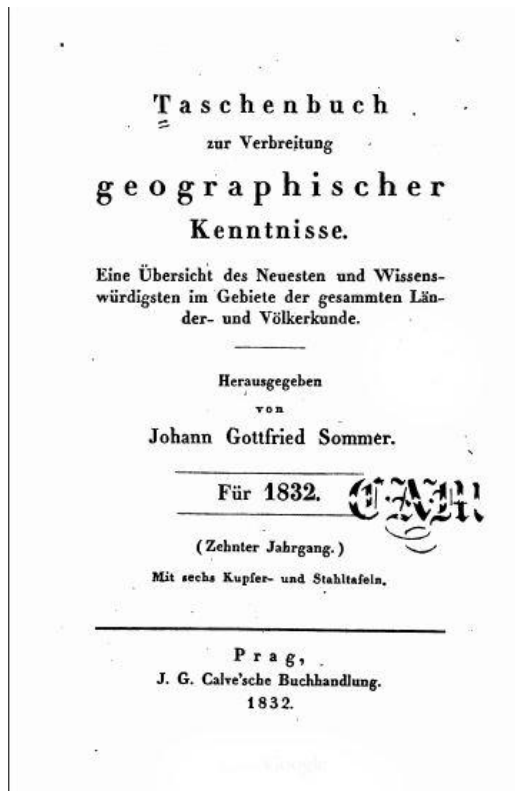 Taschenbuch
zur Verbreitung
geographischer
Kenntnisse.
Eine Übersicht des Neuesten und Wissens-
würdigsten im Gebiete der gesammten Län-
der- und Völkerkunde.
Herausgegeben
von
Johann Gottfried Sommer.
Für 1832.
CAM
(Zehnter Jahrgang.)
Mit sechs Kupfer- und Stahltafeln.
Prag,
J. G. Calve'sche Buchhandlung.
1832.